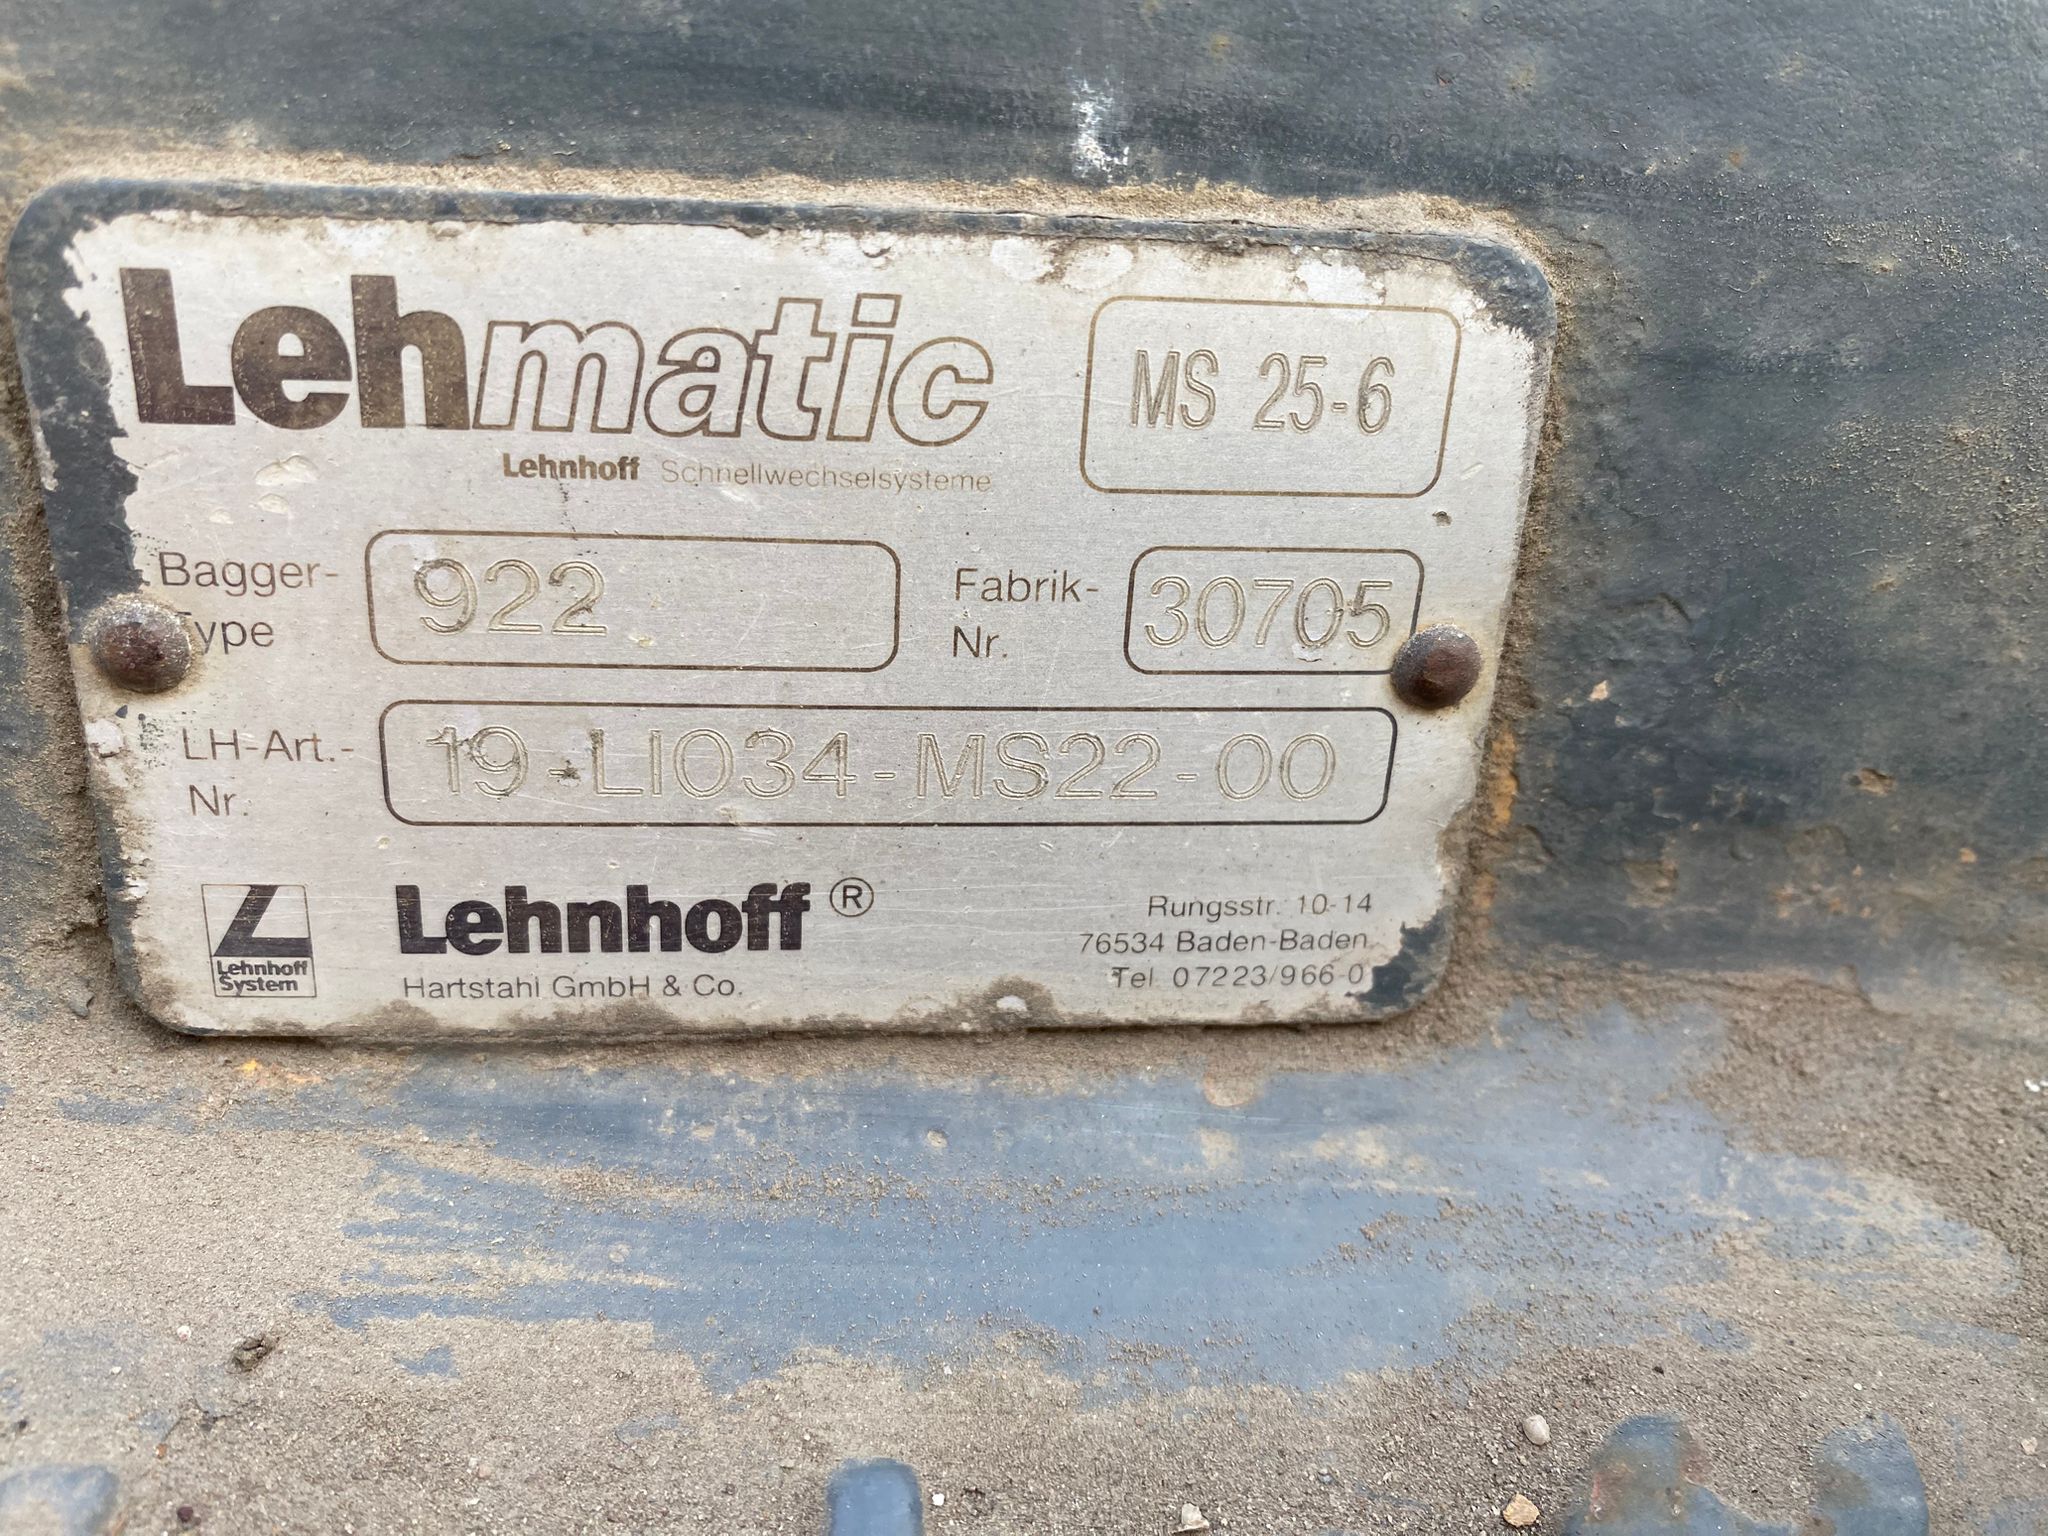 Lehmatic
MS 25-6
Lehnhoff Schnellwechselsysteme
Bagger-
Type
922
Fabrik-
Nr.
30705
LH-Art.-
Nr.
19-LI034-MS22-00
Lehnhoff
System
Lehnhoff®
Hartstahl GmbH & Co.
Rungsstr. 10-14
76534 Baden-Baden
Tel 07223/966-0